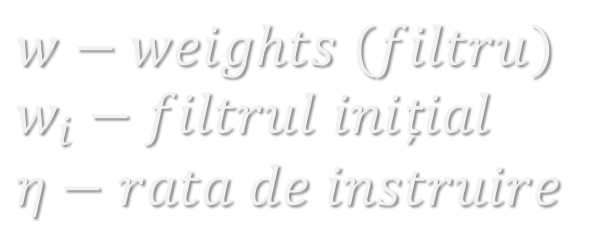 w − weights (filtru)
wᵢ − filtrul inițial
η − rata de instruire